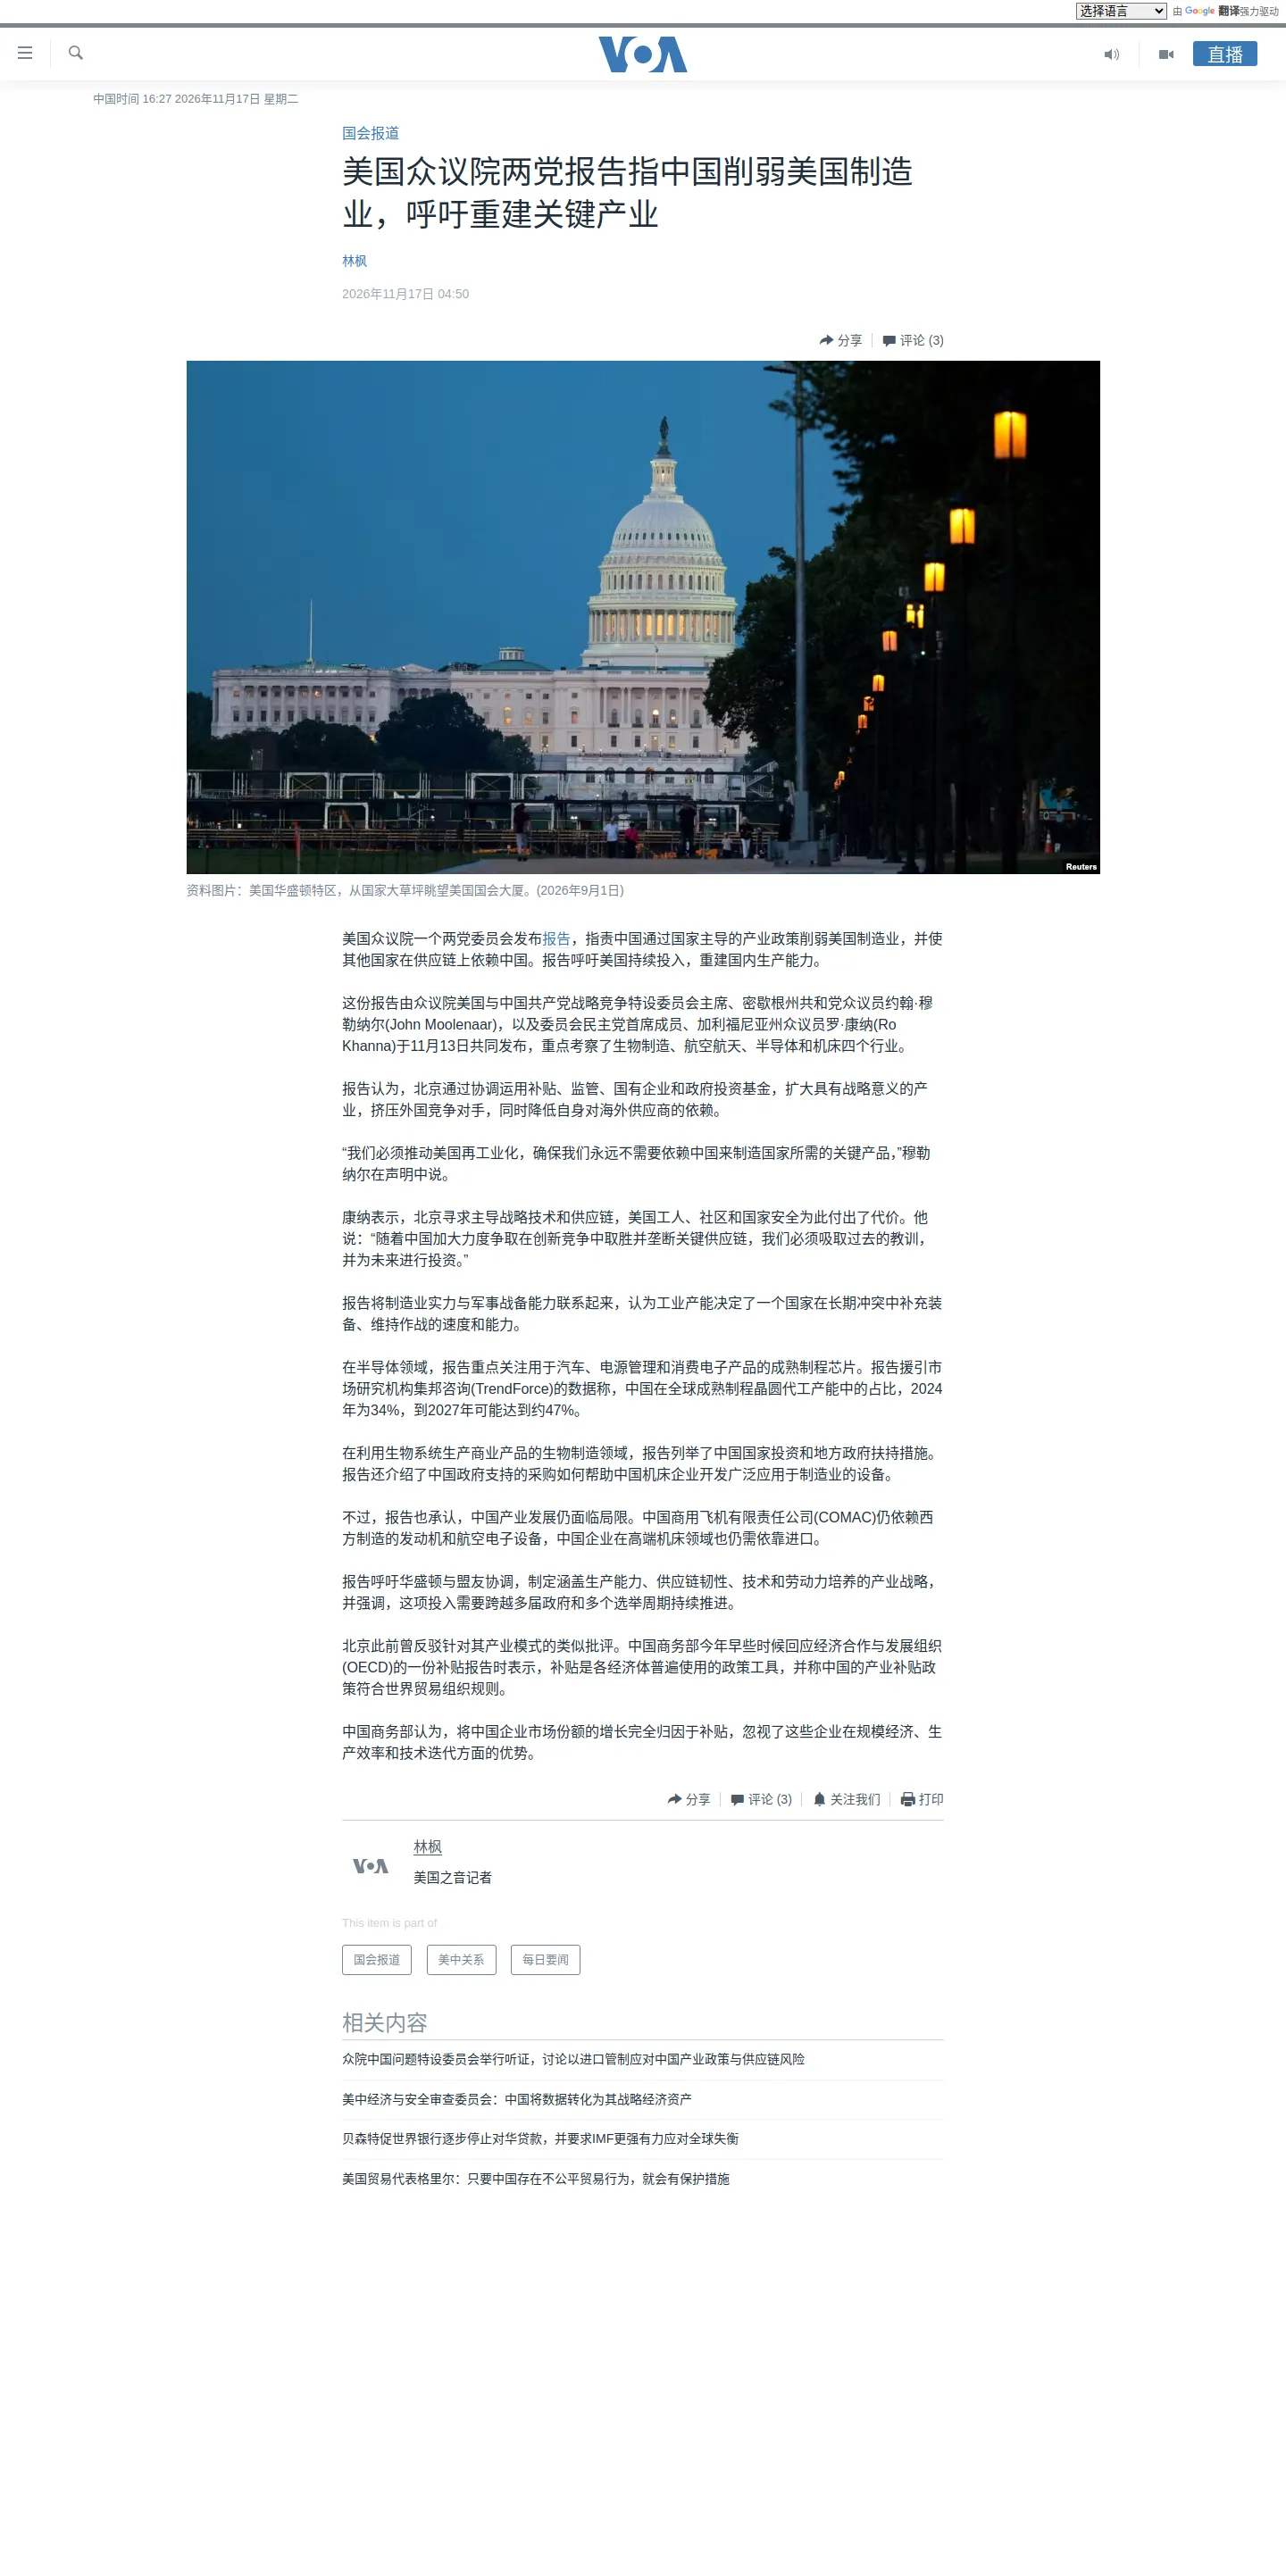 选择语言
由 Google 翻译强力驱动
VOA
直播
中国时间 16:27 2026年11月17日 星期二
国会报道
美国众议院两党报告指中国削弱美国制造
业，呼吁重建关键产业
林枫
2026年11月17日 04:50
分享
评论 (3)
Reuters
资料图片：美国华盛顿特区，从国家大草坪眺望美国国会大厦。(2026年9月1日)
美国众议院一个两党委员会发布报告，指责中国通过国家主导的产业政策削弱美国制造业，并使
其他国家在供应链上依赖中国。报告呼吁美国持续投入，重建国内生产能力。
这份报告由众议院美国与中国共产党战略竞争特设委员会主席、密歇根州共和党众议员约翰·穆
勒纳尔(John Moolenaar)，以及委员会民主党首席成员、加利福尼亚州众议员罗·康纳(Ro
Khanna)于11月13日共同发布，重点考察了生物制造、航空航天、半导体和机床四个行业。
报告认为，北京通过协调运用补贴、监管、国有企业和政府投资基金，扩大具有战略意义的产
业，挤压外国竞争对手，同时降低自身对海外供应商的依赖。
“我们必须推动美国再工业化，确保我们永远不需要依赖中国来制造国家所需的关键产品，”穆勒
纳尔在声明中说。
康纳表示，北京寻求主导战略技术和供应链，美国工人、社区和国家安全为此付出了代价。他
说：“随着中国加大力度争取在创新竞争中取胜并垄断关键供应链，我们必须吸取过去的教训，
并为未来进行投资。”
报告将制造业实力与军事战备能力联系起来，认为工业产能决定了一个国家在长期冲突中补充装
备、维持作战的速度和能力。
在半导体领域，报告重点关注用于汽车、电源管理和消费电子产品的成熟制程芯片。报告援引市
场研究机构集邦咨询(TrendForce)的数据称，中国在全球成熟制程晶圆代工产能中的占比，2024
年为34%，到2027年可能达到约47%。
在利用生物系统生产商业产品的生物制造领域，报告列举了中国国家投资和地方政府扶持措施。
报告还介绍了中国政府支持的采购如何帮助中国机床企业开发广泛应用于制造业的设备。
不过，报告也承认，中国产业发展仍面临局限。中国商用飞机有限责任公司(COMAC)仍依赖西
方制造的发动机和航空电子设备，中国企业在高端机床领域也仍需依靠进口。
报告呼吁华盛顿与盟友协调，制定涵盖生产能力、供应链韧性、技术和劳动力培养的产业战略，
并强调，这项投入需要跨越多届政府和多个选举周期持续推进。
北京此前曾反驳针对其产业模式的类似批评。中国商务部今年早些时候回应经济合作与发展组织
(OECD)的一份补贴报告时表示，补贴是各经济体普遍使用的政策工具，并称中国的产业补贴政
策符合世界贸易组织规则。
中国商务部认为，将中国企业市场份额的增长完全归因于补贴，忽视了这些企业在规模经济、生
产效率和技术迭代方面的优势。
分享
评论 (3)
关注我们
打印
VOA
林枫
美国之音记者
This item is part of
国会报道
美中关系
每日要闻
相关内容
众院中国问题特设委员会举行听证，讨论以进口管制应对中国产业政策与供应链风险
美中经济与安全审查委员会：中国将数据转化为其战略经济资产
贝森特促世界银行逐步停止对华贷款，并要求IMF更强有力应对全球失衡
美国贸易代表格里尔：只要中国存在不公平贸易行为，就会有保护措施